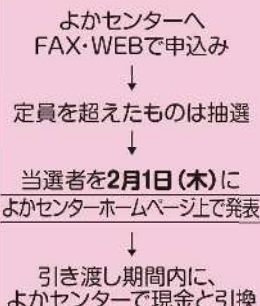 よかセンターへ
FAX・WEBで申込み
↓
定員を超えたものは抽選
↓
当選者を2月1日(木)に
よかセンターホームページ上で発表
↓
引き渡し期間内に、
よかセンターで現金と引換